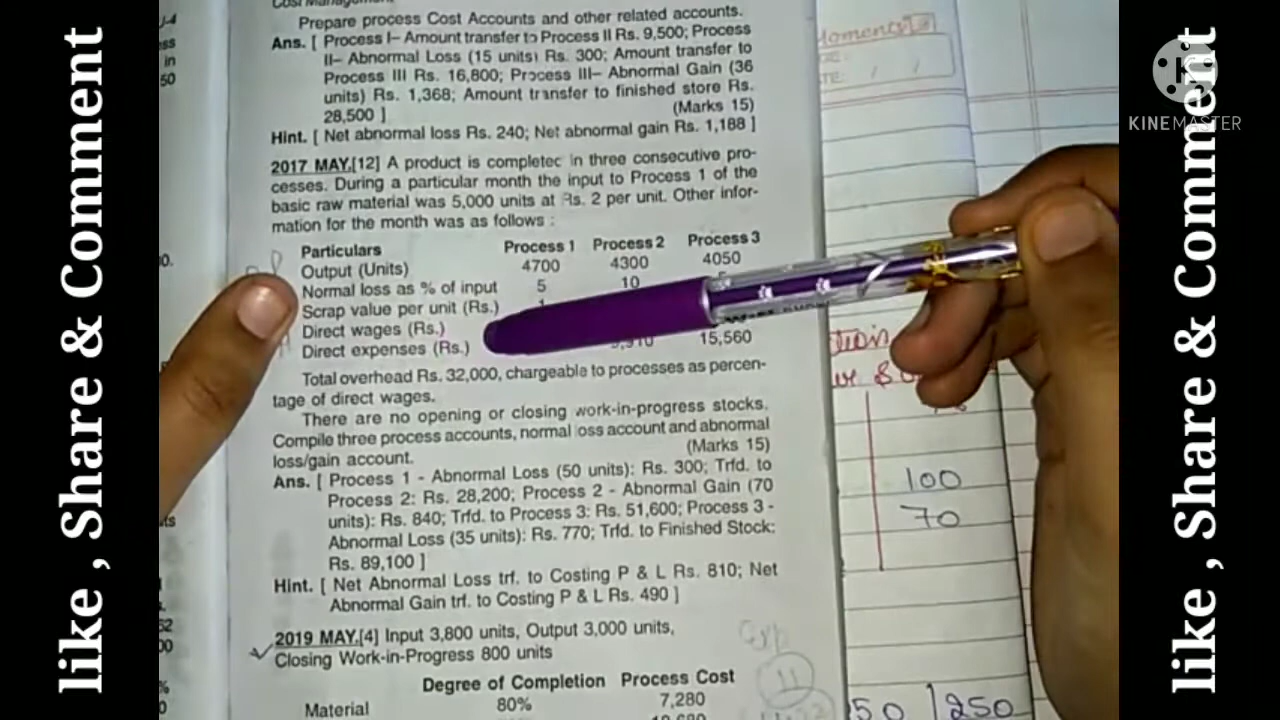 like , Share & Comment
Cost Management
Prepare process Cost Accounts and other related accounts.
Ans. [ Process I– Amount transfer to Process II Rs. 9,500; Process
II– Abnormal Loss (15 units) Rs. 300; Amount transfer to
Process III Rs. 16,800; Process III– Abnormal Gain (36
units) Rs. 1,368; Amount transfer to finished store Rs.
28,500 ] (Marks 15)
Hint. [ Net abnormal loss Rs. 240; Net abnormal gain Rs. 1,188 ]
2017 MAY.[12] A product is completed in three consecutive pro-
cesses. During a particular month the input to Process 1 of the
basic raw material was 5,000 units at Rs. 2 per unit. Other infor-
mation for the month was as follows :
Particulars Process 1 Process 2 Process 3
Output (Units) 4700 4300 4050
Normal loss as % of input 5 10
Scrap value per unit (Rs.)
Direct wages (Rs.)
Direct expenses (Rs.) 15,560
Total overhead Rs. 32,000, chargeable to processes as percen-
tage of direct wages.
There are no opening or closing work-in-progress stocks.
Compile three process accounts, normal loss account and abnormal
loss/gain account. (Marks 15)
Ans. [ Process 1 - Abnormal Loss (50 units): Rs. 300; Trfd. to
Process 2: Rs. 28,200; Process 2 - Abnormal Gain (70
units): Rs. 840; Trfd. to Process 3: Rs. 51,600; Process 3 -
Abnormal Loss (35 units): Rs. 770; Trfd. to Finished Stock:
Rs. 89,100 ]
Hint. [ Net Abnormal Loss trf. to Costing P & L Rs. 810; Net
Abnormal Gain trf. to Costing P & L Rs. 490 ]
2019 MAY.[4] Input 3,800 units, Output 3,000 units,
Closing Work-in-Progress 800 units
Degree of Completion Process Cost
Material 80% 7,280
11
100
70
50 250
K
KINEMASTER
like , Share & Comment